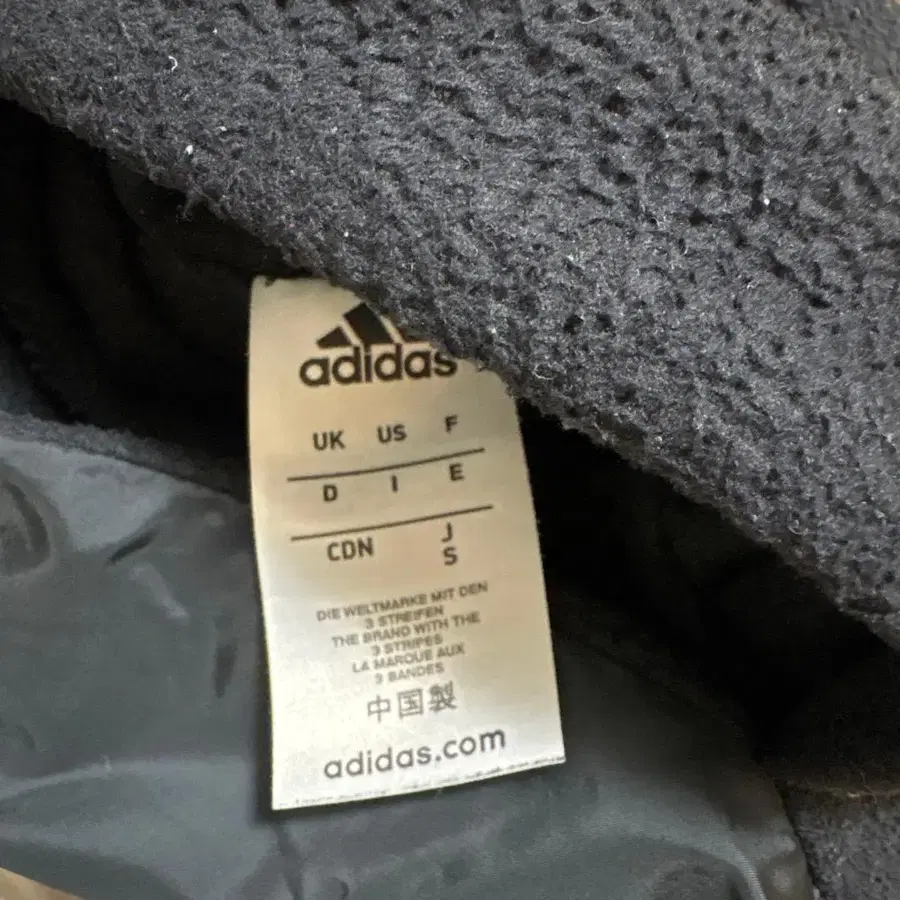 adidas
UK US F
D I E
CDN J
S
DIE WELTMARKE MIT DEN
3 STREIFEN
THE BRAND WITH THE
3 STRIPES
LA MARQUE AUX
3 BANDES
中国製
adidas.com